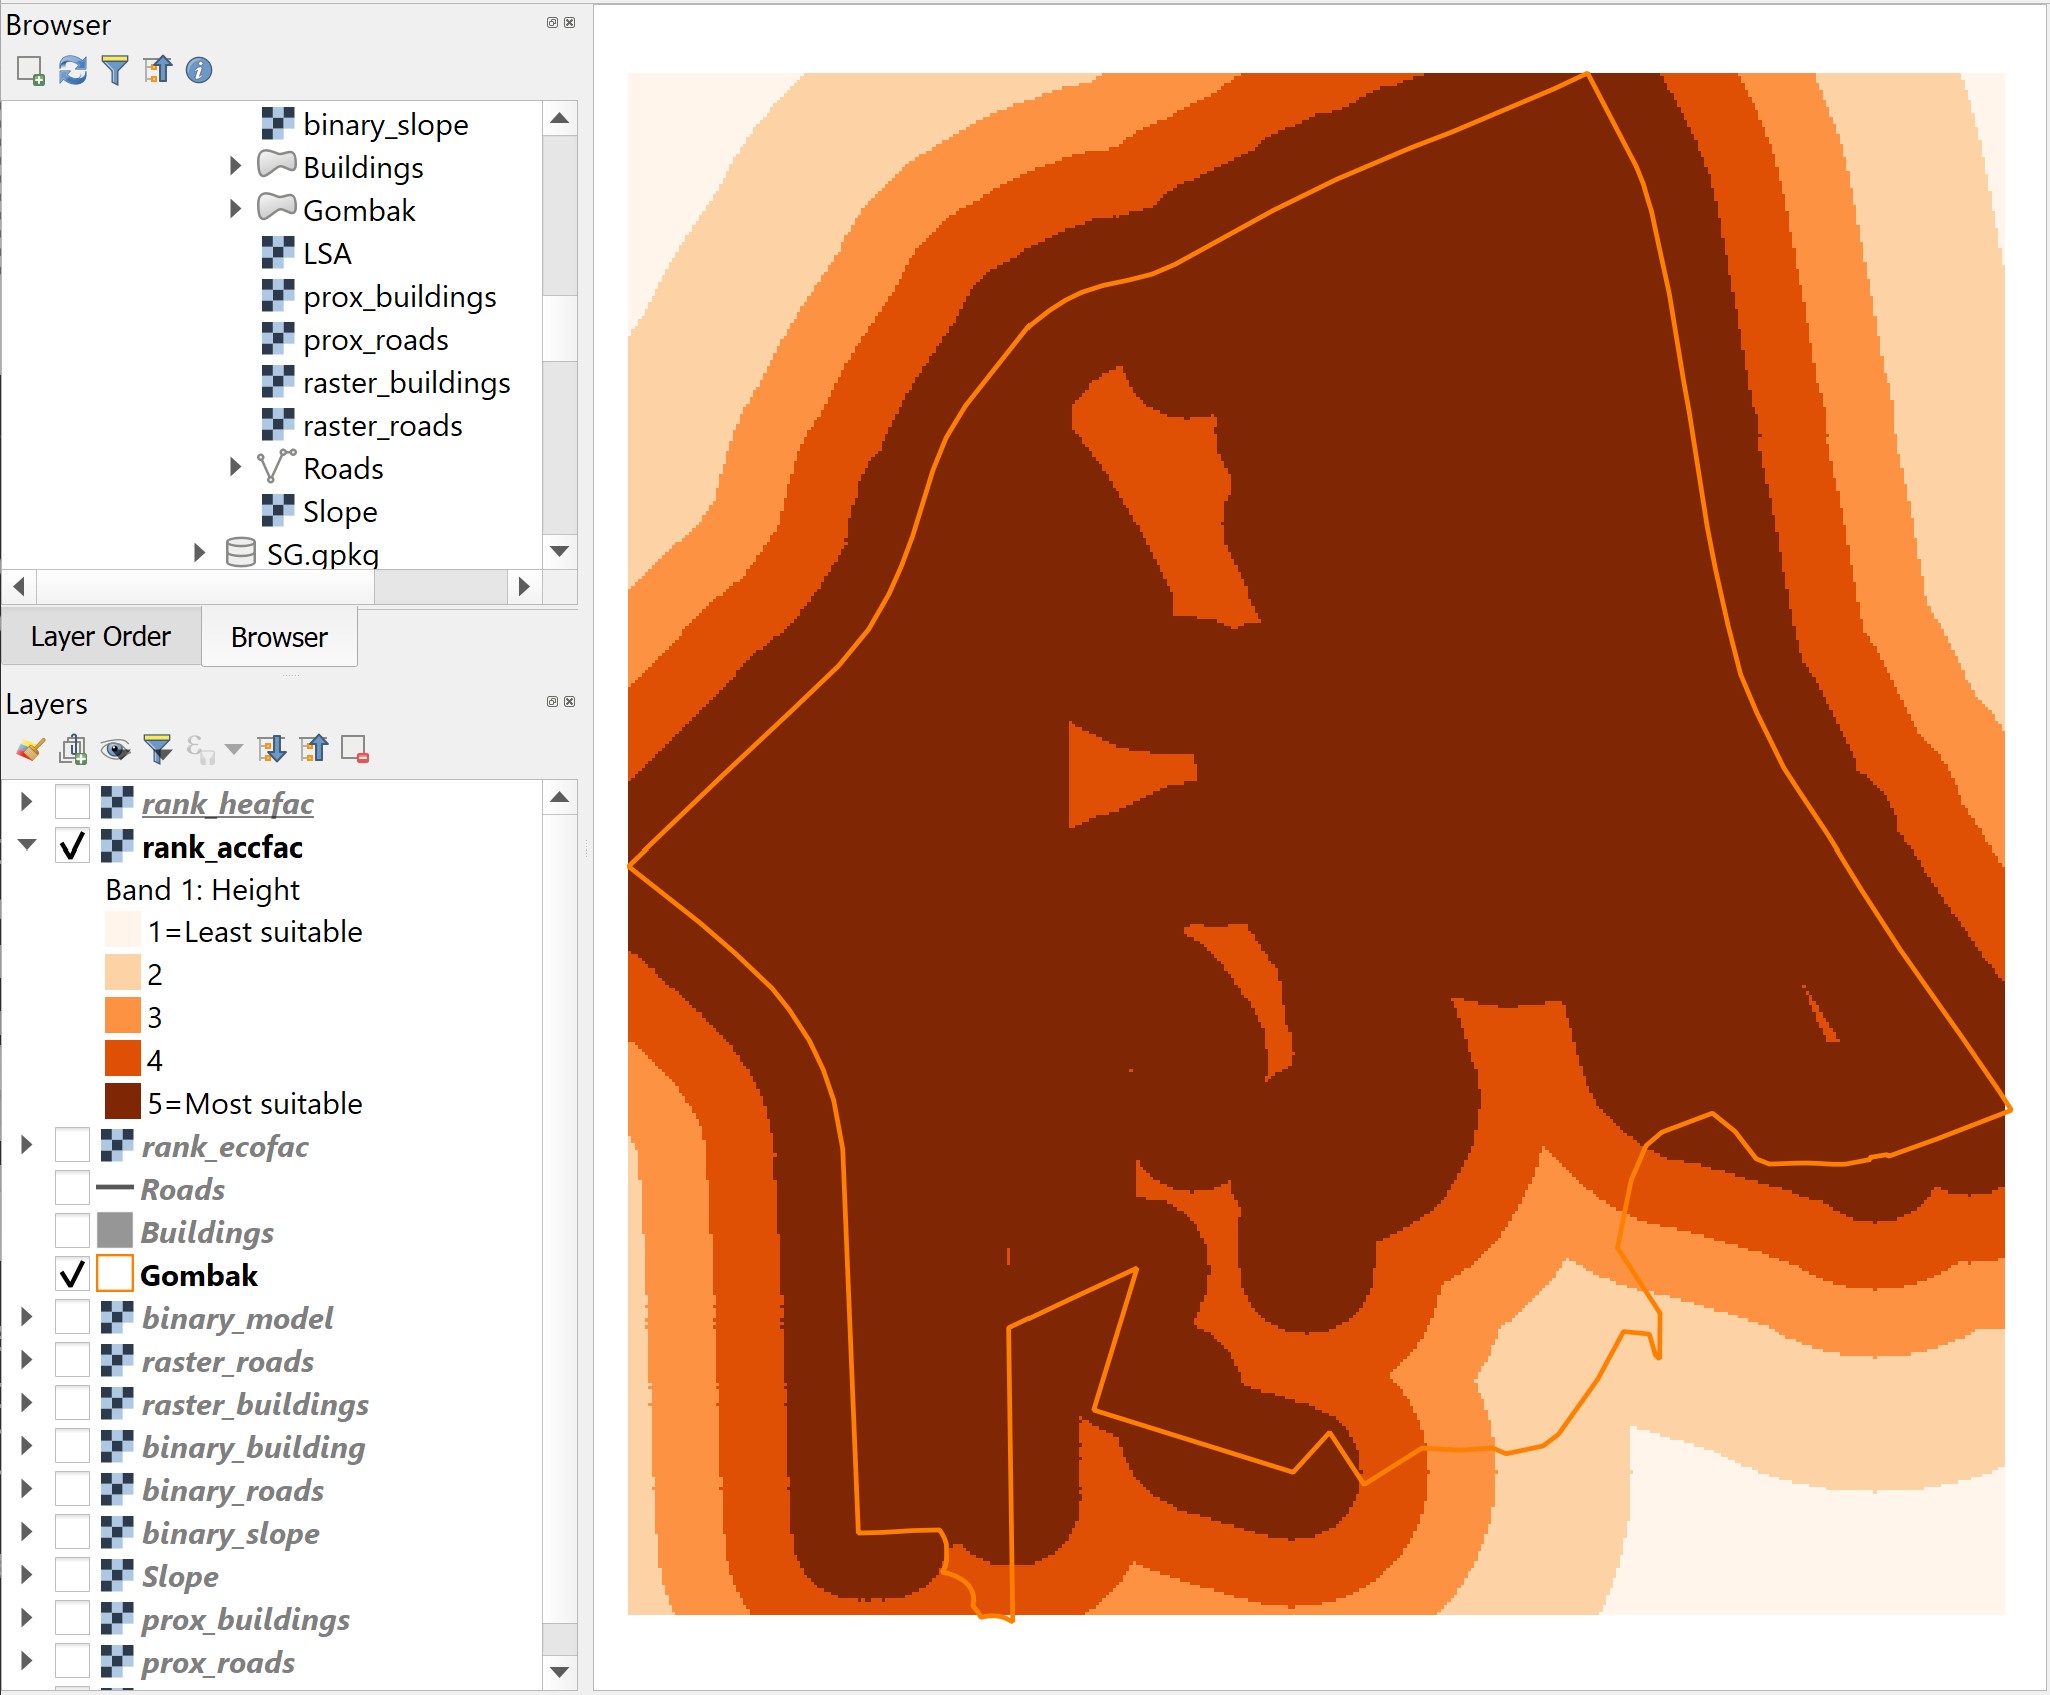 Browser
binary_slope
Buildings
Gombak
LSA
prox_buildings
prox_roads
raster_buildings
raster_roads
Roads
Slope
SG.gpkg
Layer Order
Browser
Layers
rank_heafac
rank_accfac
Band 1: Height
1=Least suitable
2
3
4
5=Most suitable
rank_ecofac
Roads
Buildings
Gombak
binary_model
raster_roads
raster_buildings
binary_building
binary_roads
binary_slope
Slope
prox_buildings
prox_roads